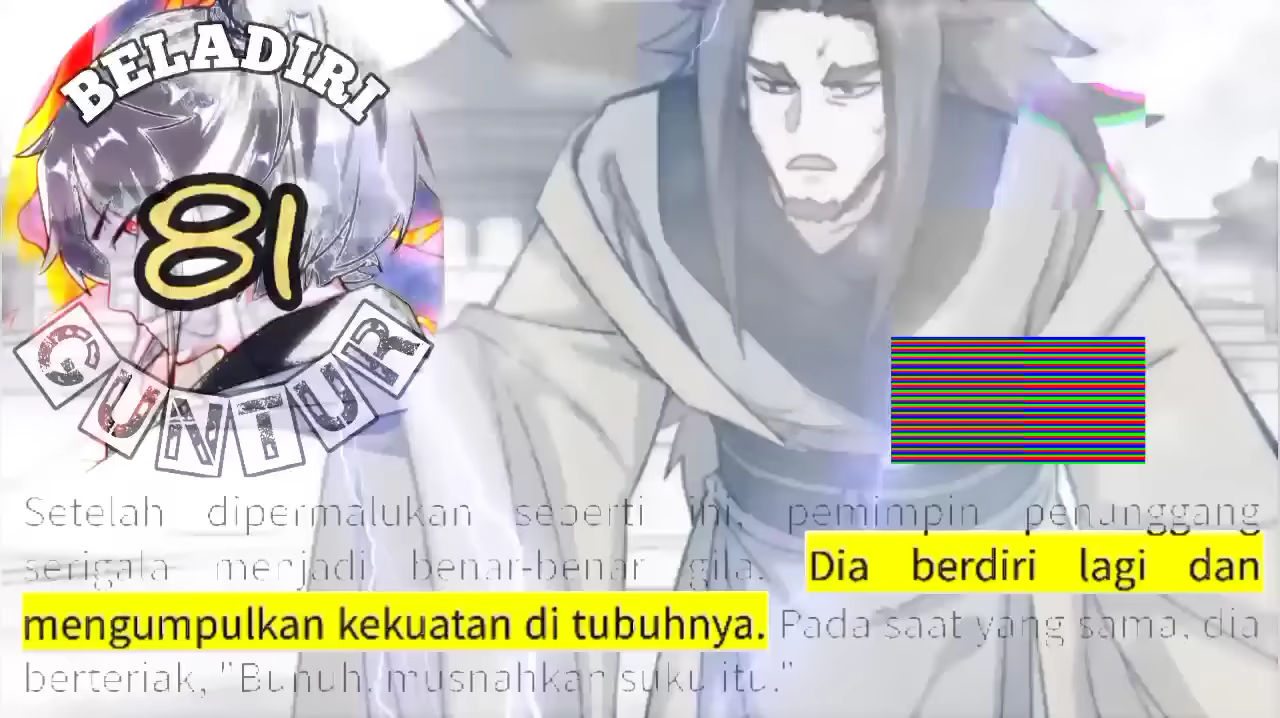 BELADIRI
81
GUNTUR
Setelah dipermalukan seperti ini, pemimpin penunggang
serigala menjadi benar-benar gila. Dia berdiri lagi dan
mengumpulkan kekuatan di tubuhnya. Pada saat yang sama, dia
berteriak, "Bunuh, musnahkan suku itu."